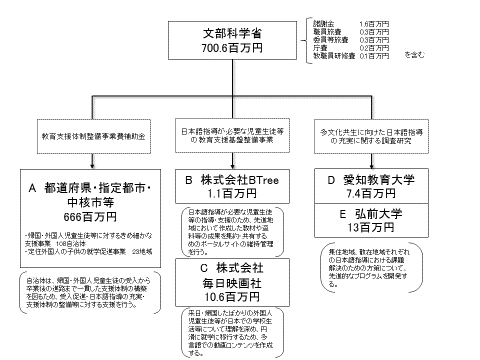 文部科学省
700.6百万円
諸謝金 1.6百万円
職員旅費 0.3百万円
委員等旅費 0.3百万円
庁費 0.2百万円
教職員研修費 0.1百万円
を含む
教育支援体制整備事業費補助金
日本語指導が必要な児童生徒等
の教育支援基盤整備事業
多文化共生に向けた日本語指導
の充実に関する調査研究
A 都道府県・指定都市・
中核市等
666百万円
・帰国・外国人児童生徒等に対するきめ細かな
支援事業 108自治体
・定住外国人の子供の就学促進事業 23地域
自治体は、帰国・外国人児童生徒の受入から
卒業後の進路まで一貫した支援体制の構築
を図るため、受入促進・日本語指導の充実・
支援体制の整備等に対する支援を行う。
B 株式会社BTree
1.1百万円
日本語指導が必要な児童生徒
等の指導・支援のため、先進地
域において作成した教材や資
料等の成果を集約・共有する
ためのポータルサイトの維持管理
を行う。
C 株式会社
毎日映画社
10.6百万円
来日・帰国したばかりの外国人
児童生徒等が日本での学校生
活等について理解を深め、円
滑に就学に移行するため、多
言語での動画コンテンツを作成
する。
D 愛知教育大学
7.4百万円
E 弘前大学
13百万円
集住地域、散在地域それぞれ
の日本語指導における課題
解決のための方策について、
先進的なプログラムを開発す
る。